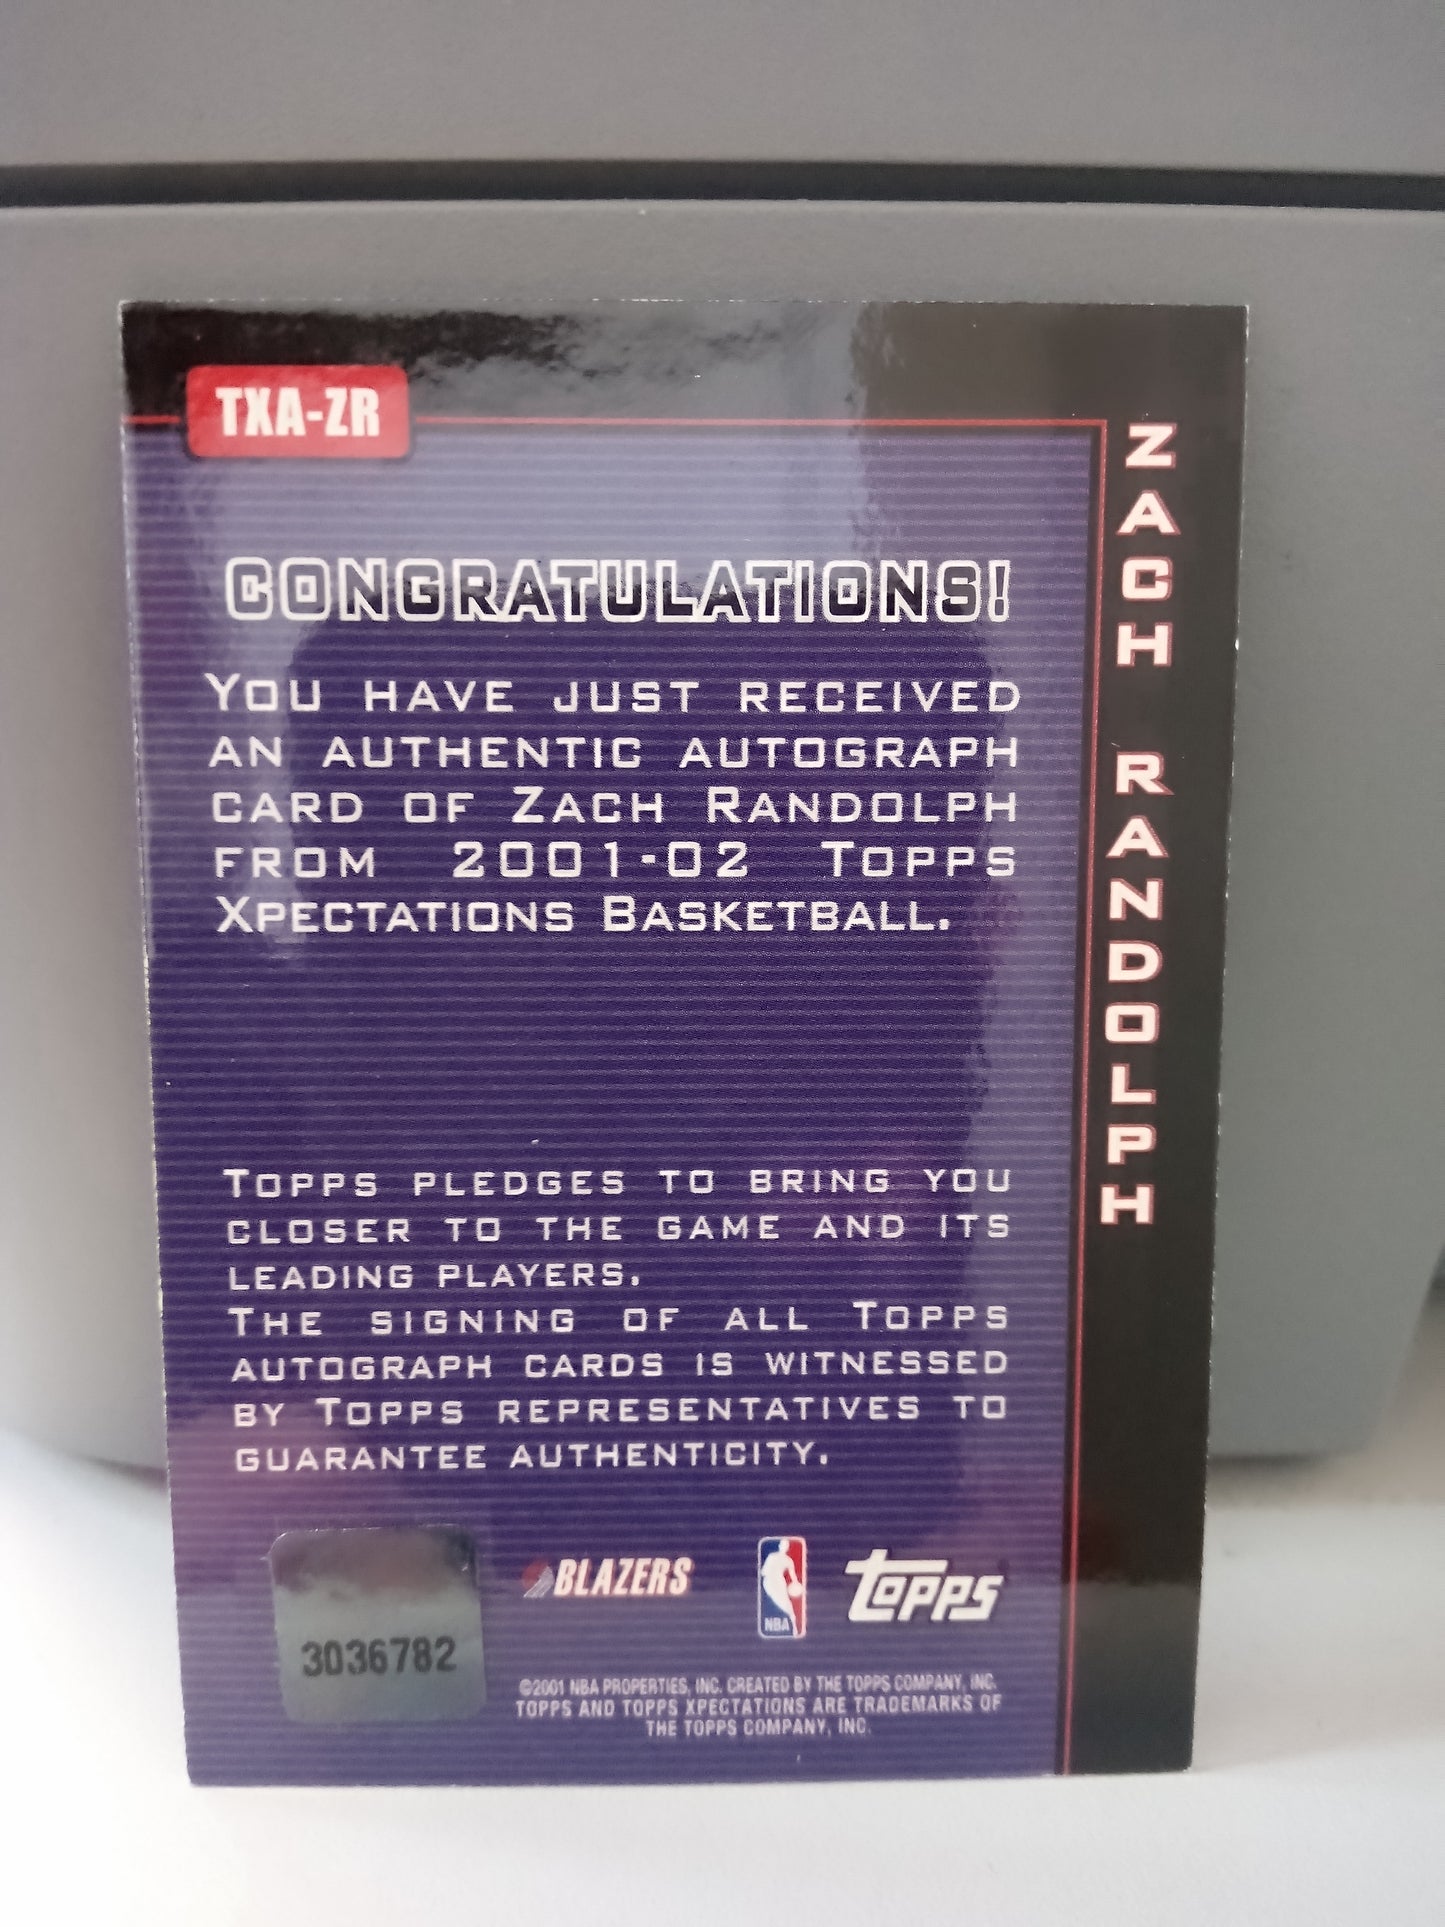 TXA-ZR
ZACH RANDOLPH
CONGRATULATIONS!
YOU HAVE JUST RECEIVED
AN AUTHENTIC AUTOGRAPH
CARD OF ZACH RANDOLPH
FROM 2001-02 TOPPS
XPECTATIONS BASKETBALL.
TOPPS PLEDGES TO BRING YOU
CLOSER TO THE GAME AND ITS
LEADING PLAYERS.
THE SIGNING OF ALL TOPPS
AUTOGRAPH CARDS IS WITNESSED
BY TOPPS REPRESENTATIVES TO
GUARANTEE AUTHENTICITY.
3036782
BLAZERS
NBA
TOPPS
©2001 NBA PROPERTIES, INC. CREATED BY THE TOPPS COMPANY, INC.
TOPPS AND TOPPS XPECTATIONS ARE TRADEMARKS OF
THE TOPPS COMPANY, INC.